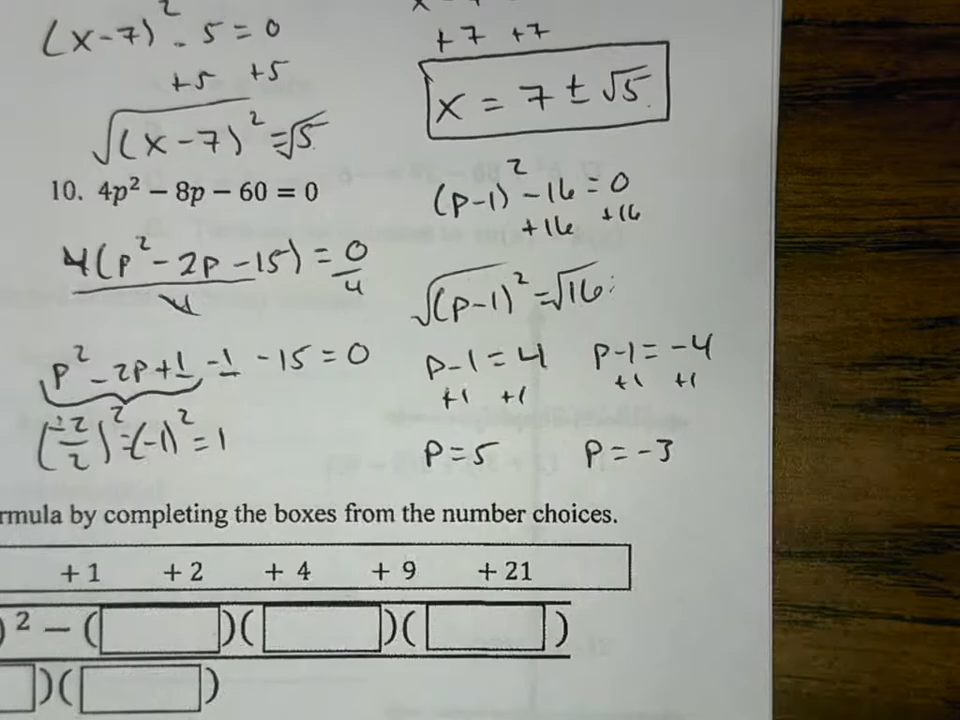 (x-7)² - 5 = 0
+5 +5
√(x-7)² = √5
+7 +7
x = 7 ± √5
10. 4p² − 8p − 60 = 0
4(p² - 2p - 15) = 0
4 4
p² - 2p + 1 - 1 - 15 = 0
(-2/2)² = (-1)² = 1
(p-1)² - 16 = 0
+16 +16
√(p-1)² = √16
p-1 = 4 p-1 = -4
+1 +1 +1 +1
p = 5 p = -3
rmula by completing the boxes from the number choices.
+ 1 + 2 + 4 + 9 + 21
) ² − ( )( )( )
)( )